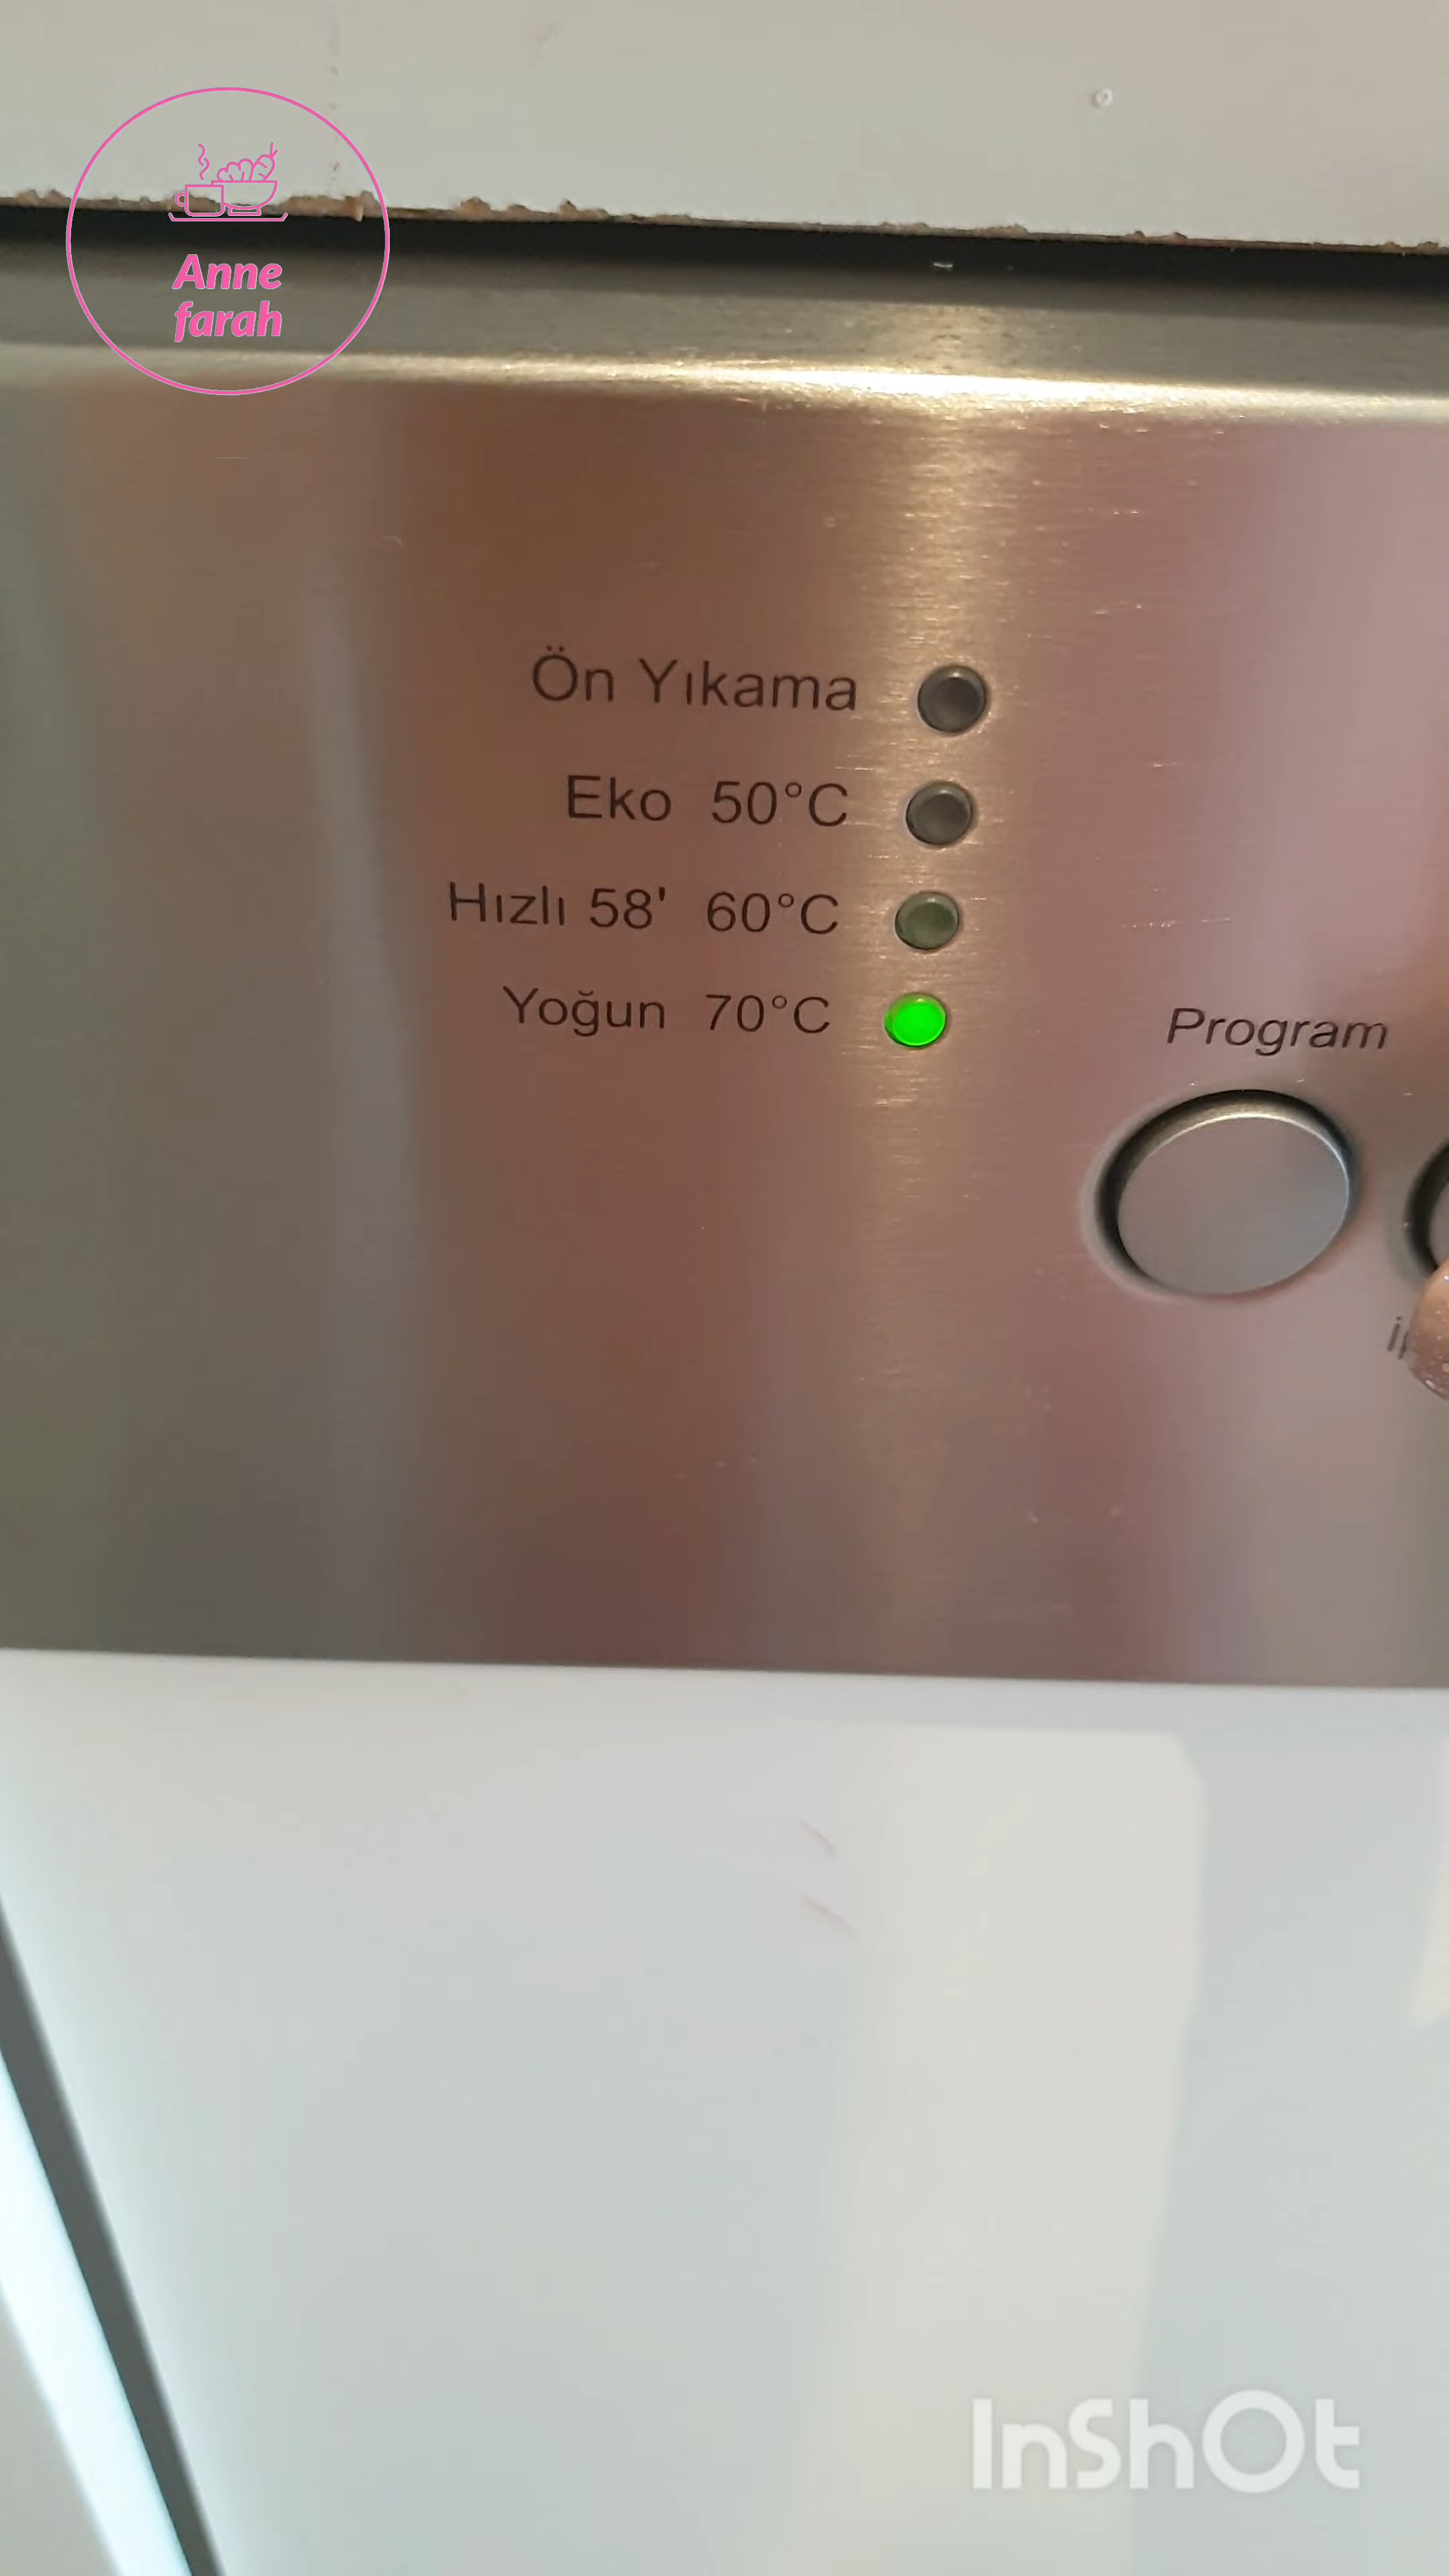 Anne
farah
Ön Yıkama
Eko 50°C
Hızlı 58' 60°C
Yoğun 70°C
Program
InShOt